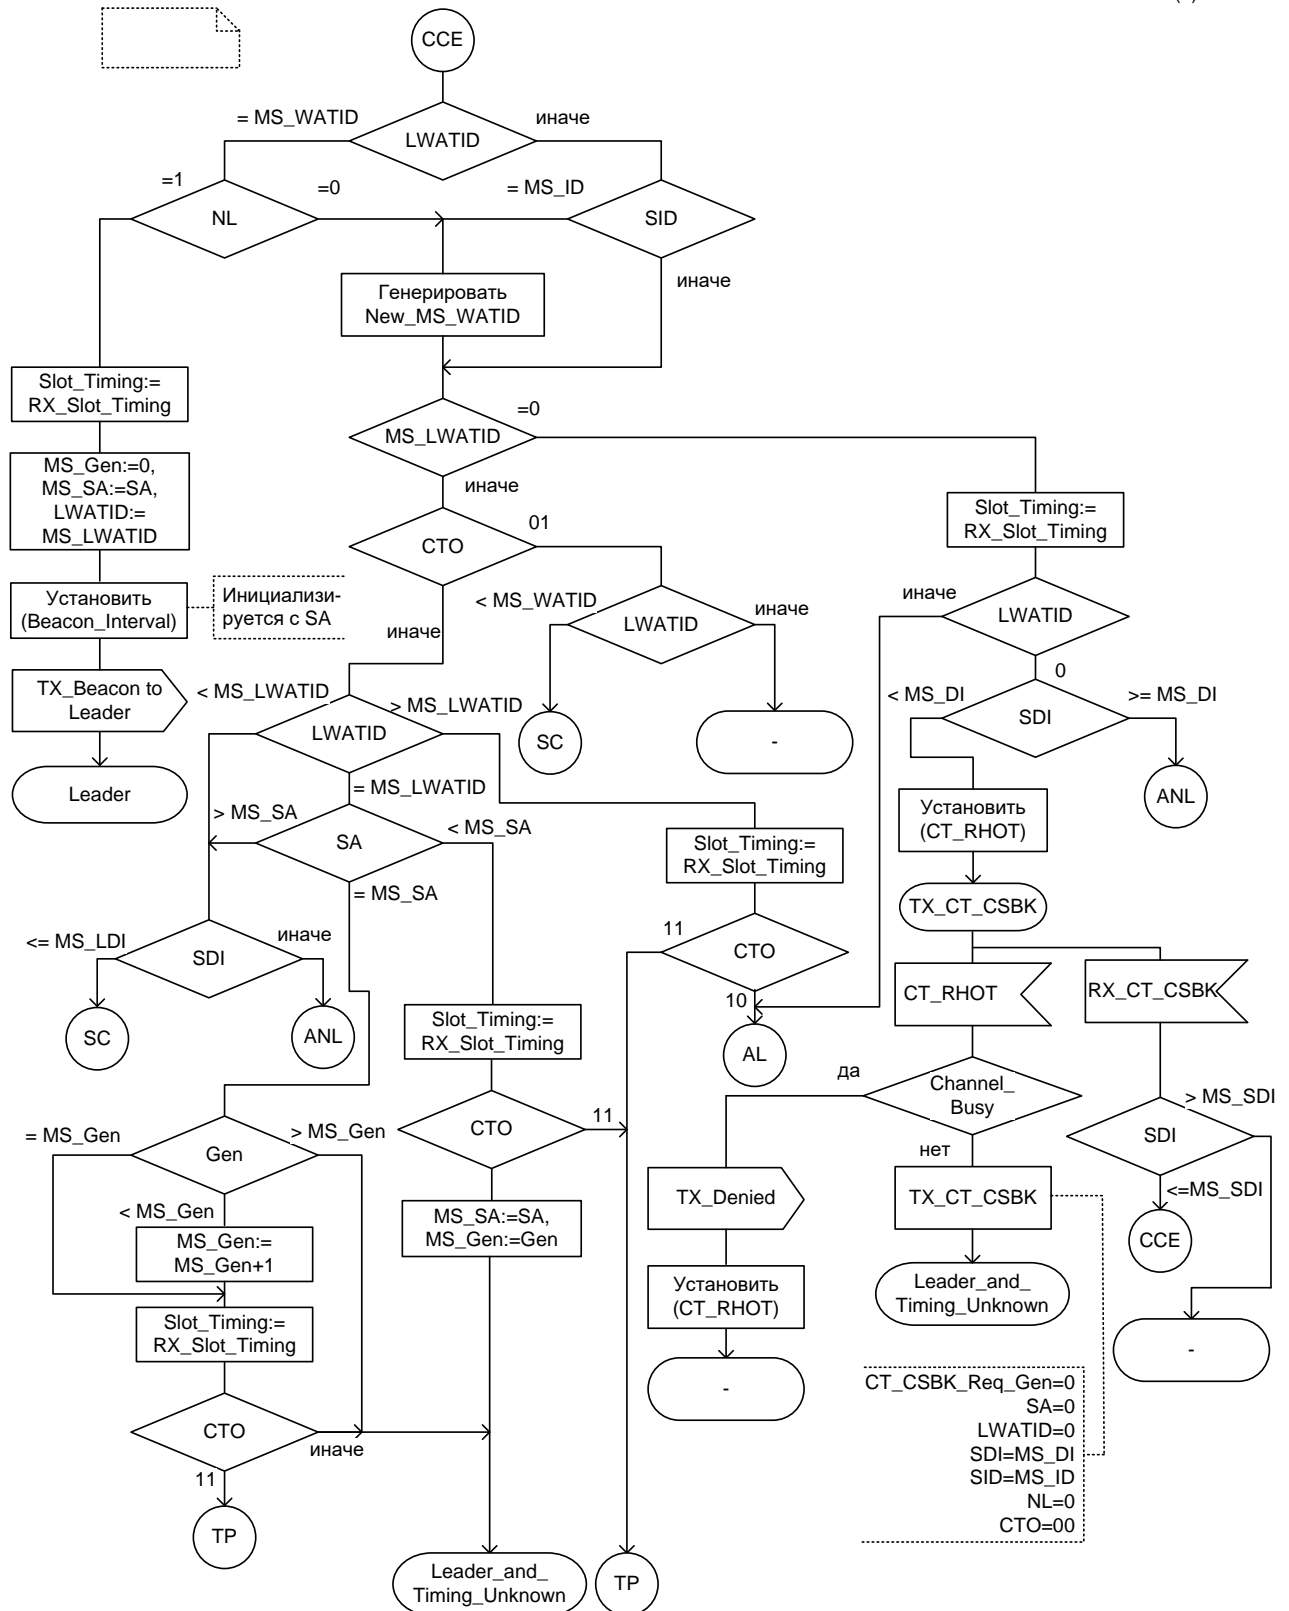 CCE
= MS_WATID
иначе
LWATID
=1
=0
= MS_ID
NL
SID
иначе
Генерировать
New_MS_WATID
Slot_Timing:=
RX_Slot_Timing
=0
MS_LWATID
MS_Gen:=0,
MS_SA:=SA,
LWATID:=
MS_LWATID
иначе
Slot_Timing:=
RX_Slot_Timing
01
CTO
Установить
(Beacon_Interval)
Инициализи-
руется с SA
< MS_WATID
иначе
LWATID
иначе
LWATID
иначе
0
TX_Beacon to
Leader
< MS_LWATID
> MS_LWATID
LWATID
< MS_DI
>= MS_DI
SDI
SC
-
Leader
= MS_LWATID
ANL
> MS_SA
< MS_SA
SA
Установить
(CT_RHOT)
Slot_Timing:=
RX_Slot_Timing
= MS_SA
TX_CT_CSBK
11
CTO
<= MS_LDI
иначе
SDI
10
CT_RHOT
RX_CT_CSBK
SC
ANL
Slot_Timing:=
RX_Slot_Timing
AL
да
Channel_
Busy
> MS_SDI
= MS_Gen
> MS_Gen
Gen
11
CTO
SDI
нет
< MS_Gen
TX_Denied
TX_CT_CSBK
<=MS_SDI
MS_Gen:=
MS_Gen+1
MS_SA:=SA,
MS_Gen:=Gen
CCE
Установить
(CT_RHOT)
Leader_and_
Timing_Unknown
Slot_Timing:=
RX_Slot_Timing
-
-
CT_CSBK_Req_Gen=0
SA=0
LWATID=0
SDI=MS_DI
SID=MS_ID
NL=0
CTO=00
CTO
иначе
11
TP
Leader_and_
Timing_Unknown
TP